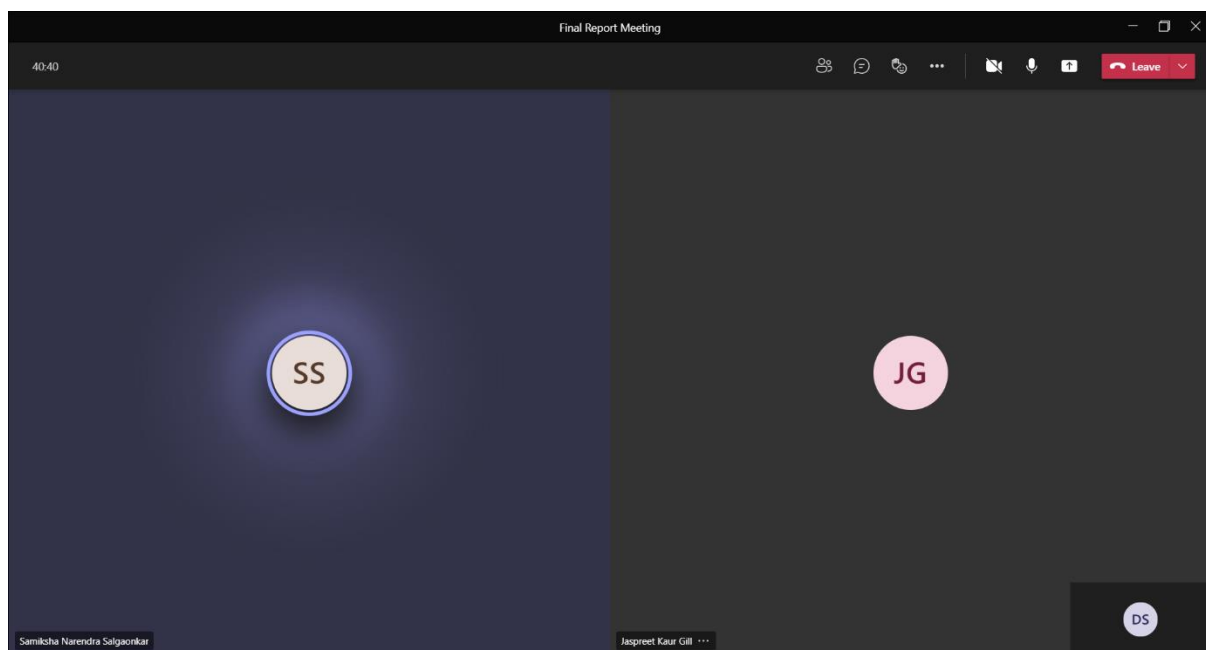 Final Report Meeting
40:40
Leave
SS
JG
DS
Samiksha Narendra Salgaonkar
Jaspreet Kaur Gill ···